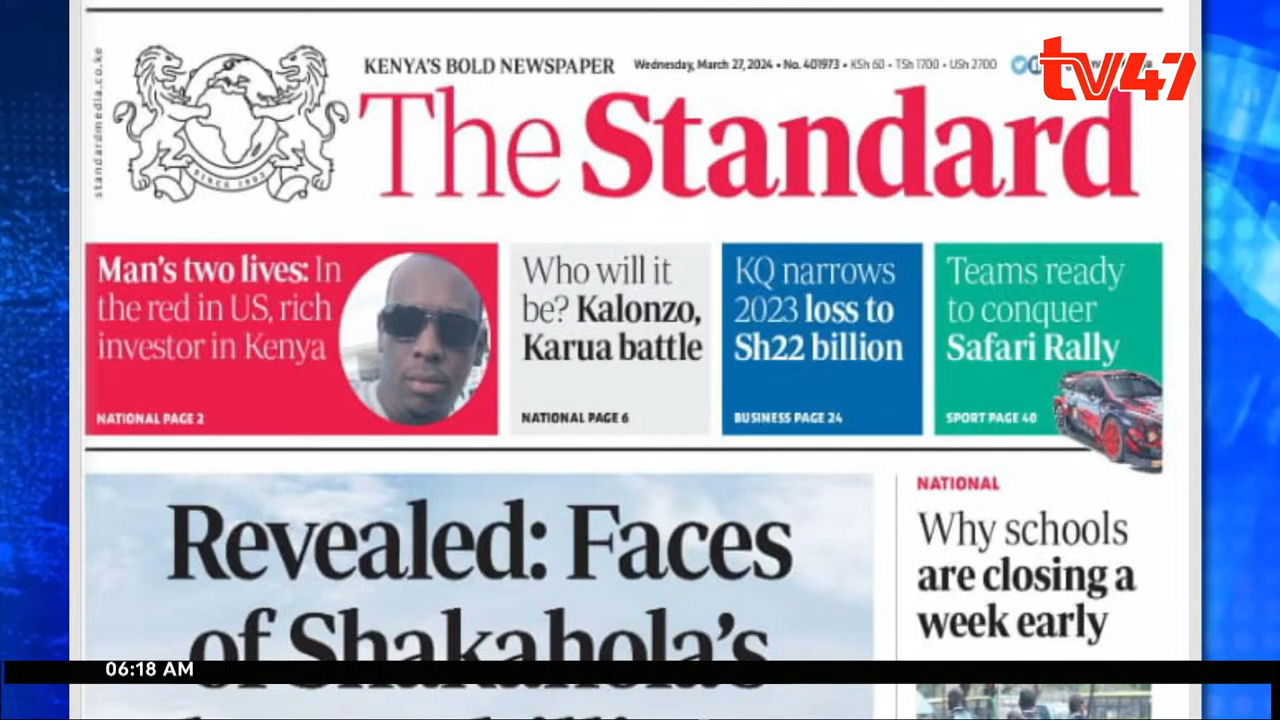 standardmedia.co.ke
SINCE 1902
KENYA'S BOLD NEWSPAPER
Wednesday, March 27, 2024 • No. 401973 • KSh 60 • TSh 1700 • USh 2700
tv47
The Standard
Man's two lives: In
the red in US, rich
investor in Kenya
NATIONAL PAGE 2
Who will it
be? Kalonzo,
Karua battle
NATIONAL PAGE 6
KQ narrows
2023 loss to
Sh22 billion
BUSINESS PAGE 24
Teams ready
to conquer
Safari Rally
SPORT PAGE 40
Revealed: Faces
of Shakahola's
NATIONAL
Why schools
are closing a
week early
06:18 AM